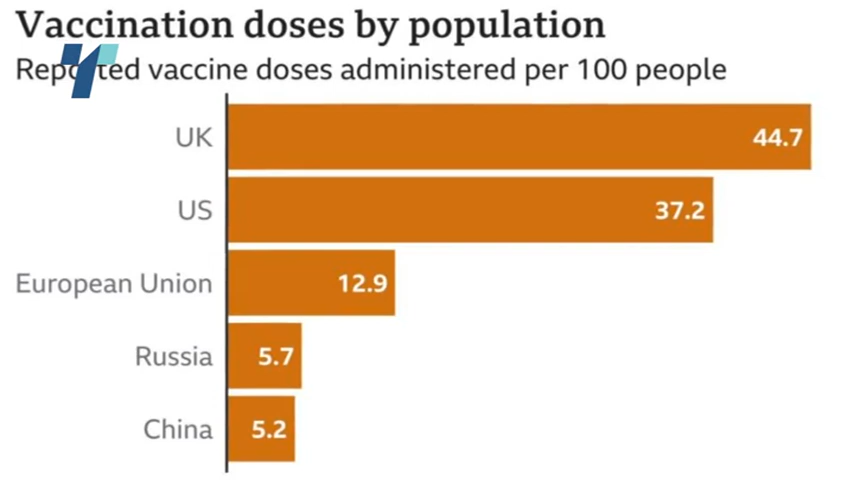 Vaccination doses by population
Reported vaccine doses administered per 100 people
UK 44.7
US 37.2
European Union 12.9
Russia 5.7
China 5.2